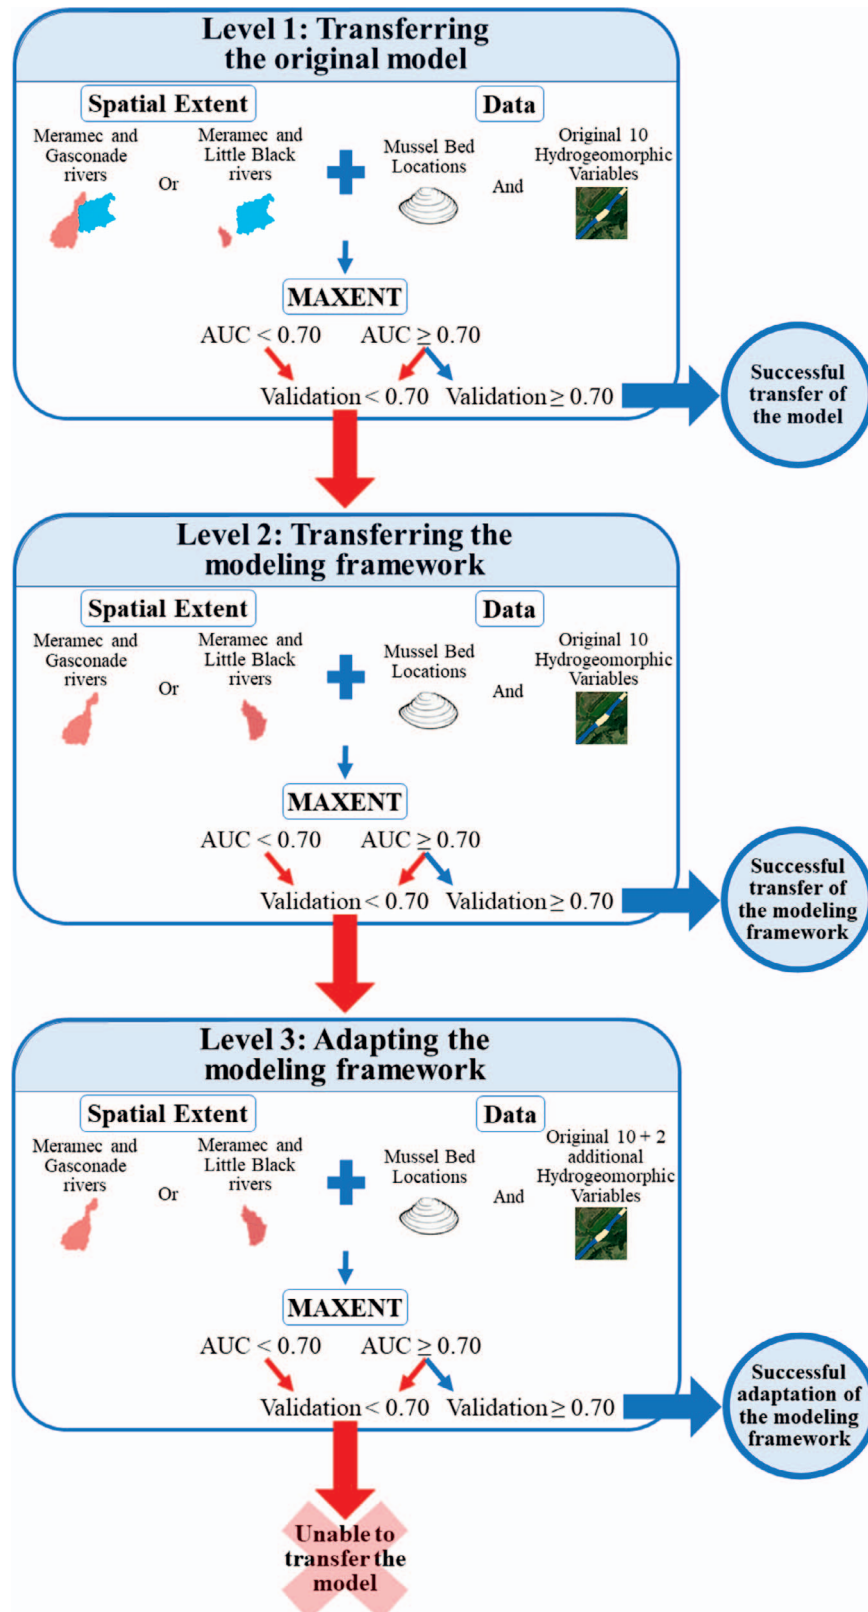 Level 1: Transferring
the original model
Spatial Extent
Data
Meramec and
Gasconade
rivers
Or
Meramec and
Little Black
rivers
Mussel Bed
Locations
And
Original 10
Hydrogeomorphic
Variables
MAXENT
AUC < 0.70
AUC ≥ 0.70
Validation < 0.70
Validation ≥ 0.70
Successful
transfer of
the model
Level 2: Transferring the
modeling framework
Spatial Extent
Data
Meramec and
Gasconade
rivers
Or
Meramec and
Little Black
rivers
Mussel Bed
Locations
And
Original 10
Hydrogeomorphic
Variables
MAXENT
AUC < 0.70
AUC ≥ 0.70
Validation < 0.70
Validation ≥ 0.70
Successful
transfer of
the modeling
framework
Level 3: Adapting the
modeling framework
Spatial Extent
Data
Meramec and
Gasconade
rivers
Or
Meramec and
Little Black
rivers
Mussel Bed
Locations
And
Original 10 + 2
additional
Hydrogeomorphic
Variables
MAXENT
AUC < 0.70
AUC ≥ 0.70
Validation < 0.70
Validation ≥ 0.70
Successful
adaptation of
the modeling
framework
Unable to
transfer the
model